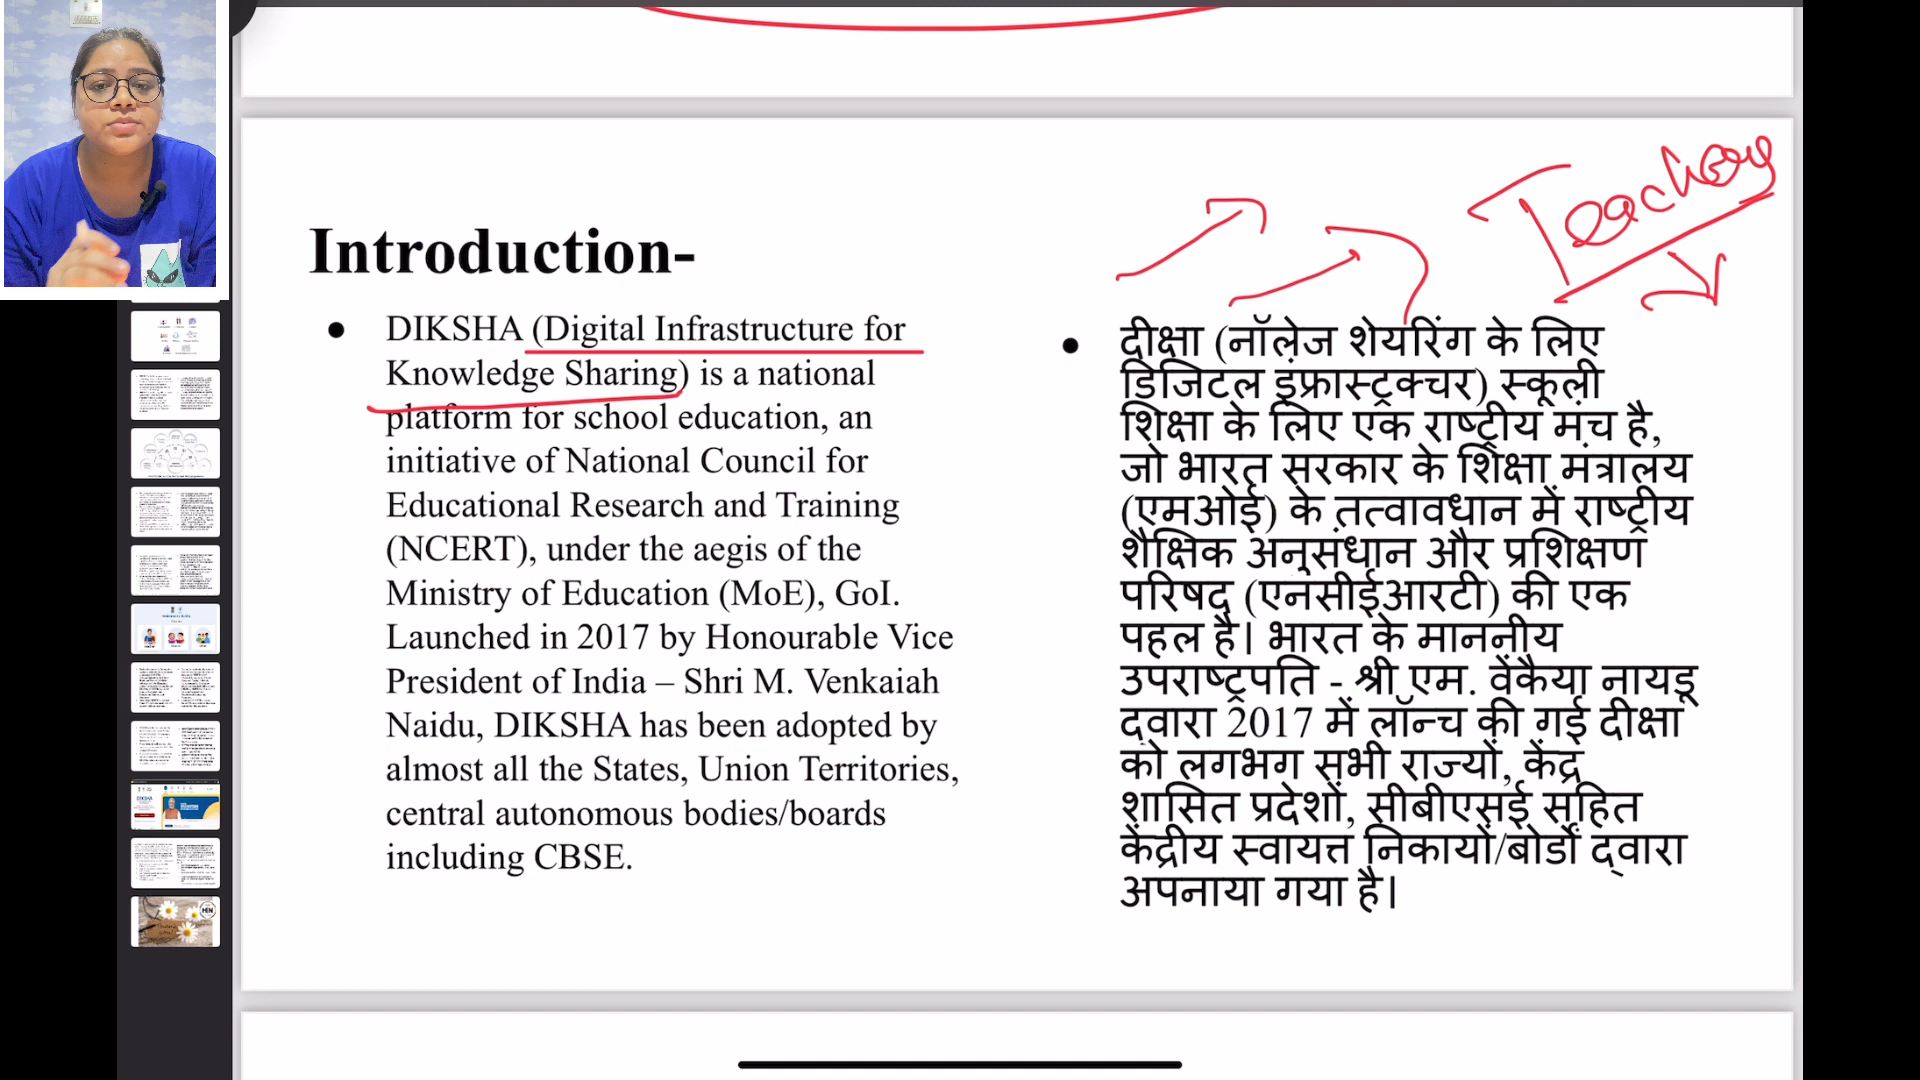 Teachers
Introduction-
DIKSHA (Digital Infrastructure for
Knowledge Sharing) is a national
platform for school education, an
initiative of National Council for
Educational Research and Training
(NCERT), under the aegis of the
Ministry of Education (MoE), GoI.
Launched in 2017 by Honourable Vice
President of India – Shri M. Venkaiah
Naidu, DIKSHA has been adopted by
almost all the States, Union Territories,
central autonomous bodies/boards
including CBSE.
दीक्षा (नॉलेज शेयरिंग के लिए
डिजिटल इंफ्रास्ट्रक्चर) स्कूली
शिक्षा के लिए एक राष्ट्रीय मंच है,
जो भारत सरकार के शिक्षा मंत्रालय
(एमओई) के तत्वावधान में राष्ट्रीय
शैक्षिक अनुसंधान और प्रशिक्षण
परिषद (एनसीईआरटी) की एक
पहल है। भारत के माननीय
उपराष्ट्रपति - श्री एम. वेंकैया नायडू
द्वारा 2017 में लॉन्च की गई दीक्षा
को लगभग सभी राज्यों, केंद्र
शासित प्रदेशों, सीबीएसई सहित
केंद्रीय स्वायत्त निकायों/बोर्डों द्वारा
अपनाया गया है।